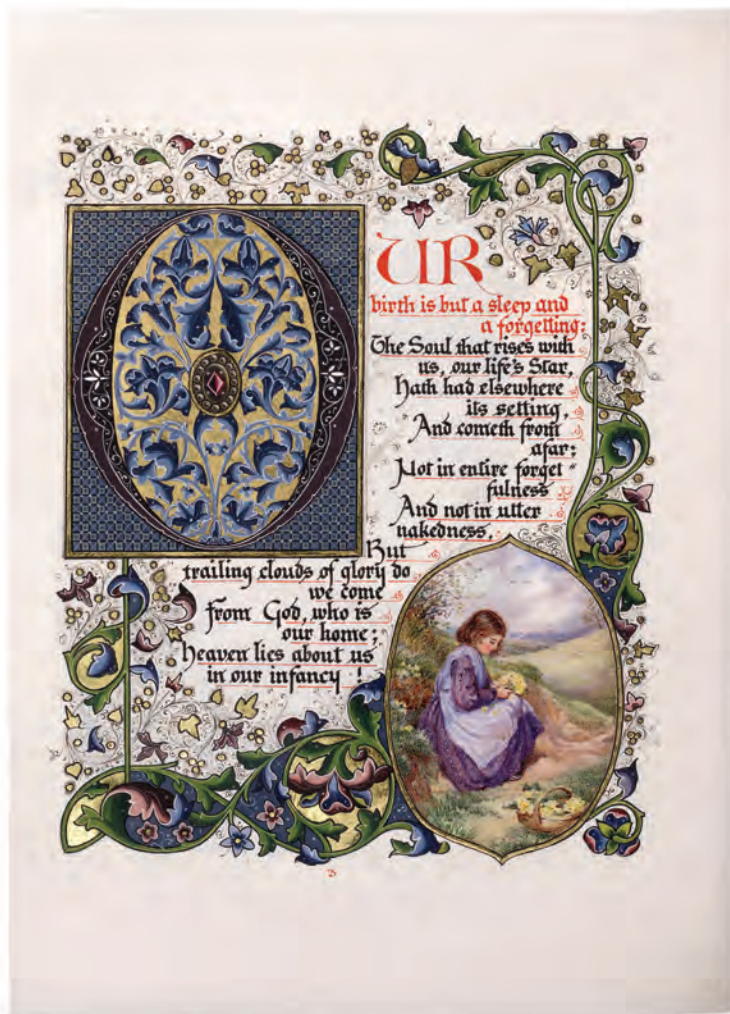 OUR
birth is but a sleep and
a forgetting:
The Soul that rises with
us, our life's Star,
Hath had elsewhere
its setting,
And cometh from
afar:
Not in entire forget"
fulness
And not in utter
nakedness,
But
trailing clouds of glory do
we come
From God, who is
our home;
Heaven lies about us
in our infancy !